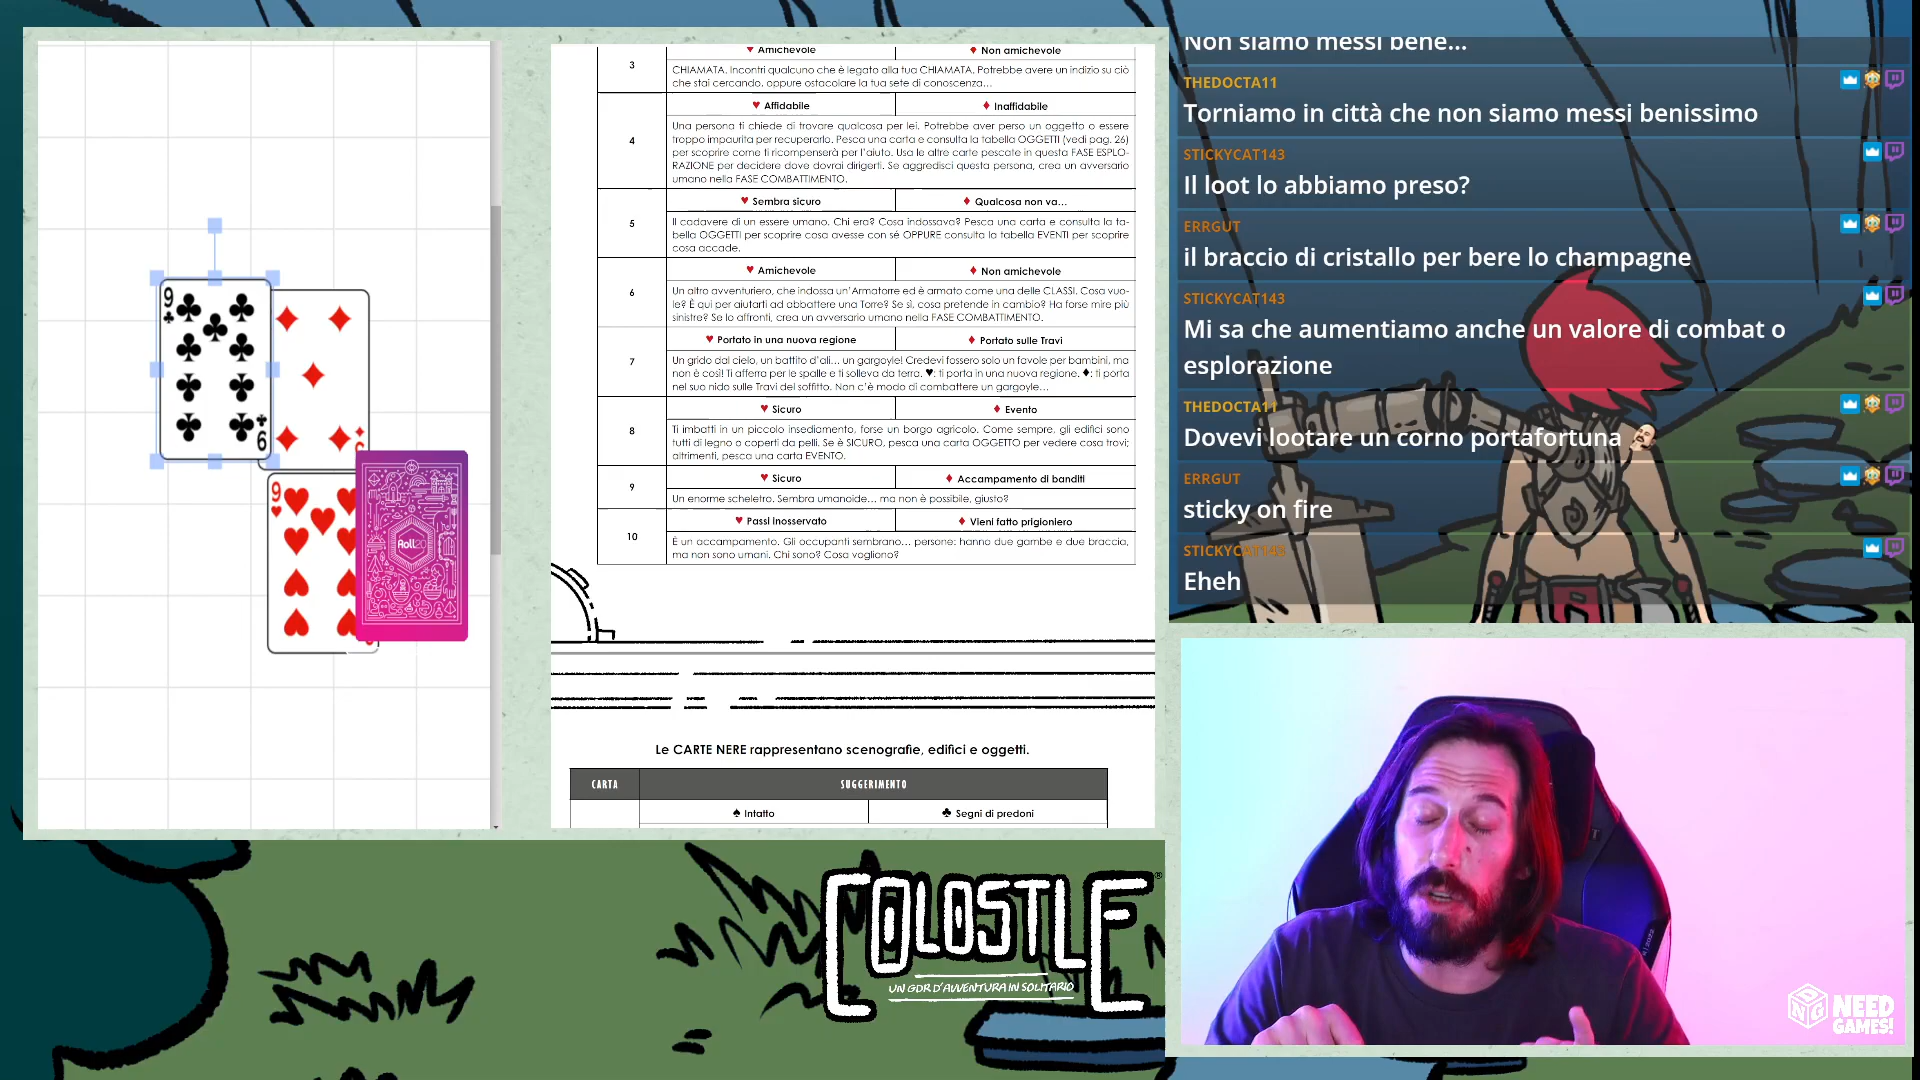 9
9
9
Roll20
♥ Amichevole
♦ Non amichevole
3
CHIAMATA. Incontri qualcuno che è legato alla tua CHIAMATA. Potrebbe avere un indizio su ciò
che stai cercando, oppure ostacolare la tua sete di conoscenza...
♥ Affidabile
♦ Inaffidabile
4
Una persona ti chiede di trovare qualcosa per lei. Potrebbe aver perso un oggetto o essere
troppo impaurita per recuperarlo. Pesca una carta e consulta la tabella OGGETTI (vedi pag. 26)
per scoprire come ti ricompenserà per l'aiuto. Usa le altre carte pescate in questa FASE ESPLO-
RAZIONE per decidere dove dovrai dirigerti. Se aggredisci questa persona, crea un avversario
umano nella FASE COMBATTIMENTO.
♥ Sembra sicuro
♦ Qualcosa non va...
5
Il cadavere di un essere umano. Chi era? Cosa indossava? Pesca una carta e consulta la ta-
bella OGGETTI per scoprire cosa avesse con sé OPPURE consulta la tabella EVENTI per scoprire
cosa accade.
♥ Amichevole
♦ Non amichevole
6
Un altro avventuriero, che indossa un'Armatorre ed è armato come una delle CLASSI. Cosa vuo-
le? È qui per aiutarti ad abbattere una Torre? Se sì, cosa pretende in cambio? Ha forse mire più
sinistre? Se lo affronti, crea un avversario umano nella FASE COMBATTIMENTO.
♥ Portato in una nuova regione
♦ Portato sulle Travi
7
Un grido dal cielo, un battito d'ali... un gargoyle! Credevi fossero solo un favole per bambini, ma
non è così! Ti afferra per le spalle e ti solleva da terra. ♥: ti porta in una nuova regione. ♦: ti porta
nel suo nido sulle Travi del soffitto. Non c'è modo di combattere un gargoyle...
♥ Sicuro
♦ Evento
8
Ti imbatti in un piccolo insediamento, forse un borgo agricolo. Come sempre, gli edifici sono
tutti di legno o coperti da pelli. Se è SICURO, pesca una carta OGGETTO per vedere cosa trovi;
altrimenti, pesca una carta EVENTO.
♥ Sicuro
♦ Accampamento di banditi
9
Un enorme scheletro. Sembra umanoide... ma non è possibile, giusto?
♥ Passi inosservato
♦ Vieni fatto prigioniero
10
È un accampamento. Gli occupanti sembrano... persone: hanno due gambe e due braccia,
ma non sono umani. Chi sono? Cosa vogliono?
Le CARTE NERE rappresentano scenografie, edifici e oggetti.
CARTA
SUGGERIMENTO
♠ Intatto
♣ Segni di predoni
Non siamo messi bene...
THEDOCTA11
Torniamo in città che non siamo messi benissimo
STICKYCAT143
Il loot lo abbiamo preso?
ERRGUT
il braccio di cristallo per bere lo champagne
STICKYCAT143
Mi sa che aumentiamo anche un valore di combat o
esplorazione
THEDOCTA11
Dovevi lootare un corno portafortuna
ERRGUT
sticky on fire
STICKYCAT143
Eheh
COLOSTLE®
UN GDR D'AVVENTURA IN SOLITARIO
NEED
GAMES!